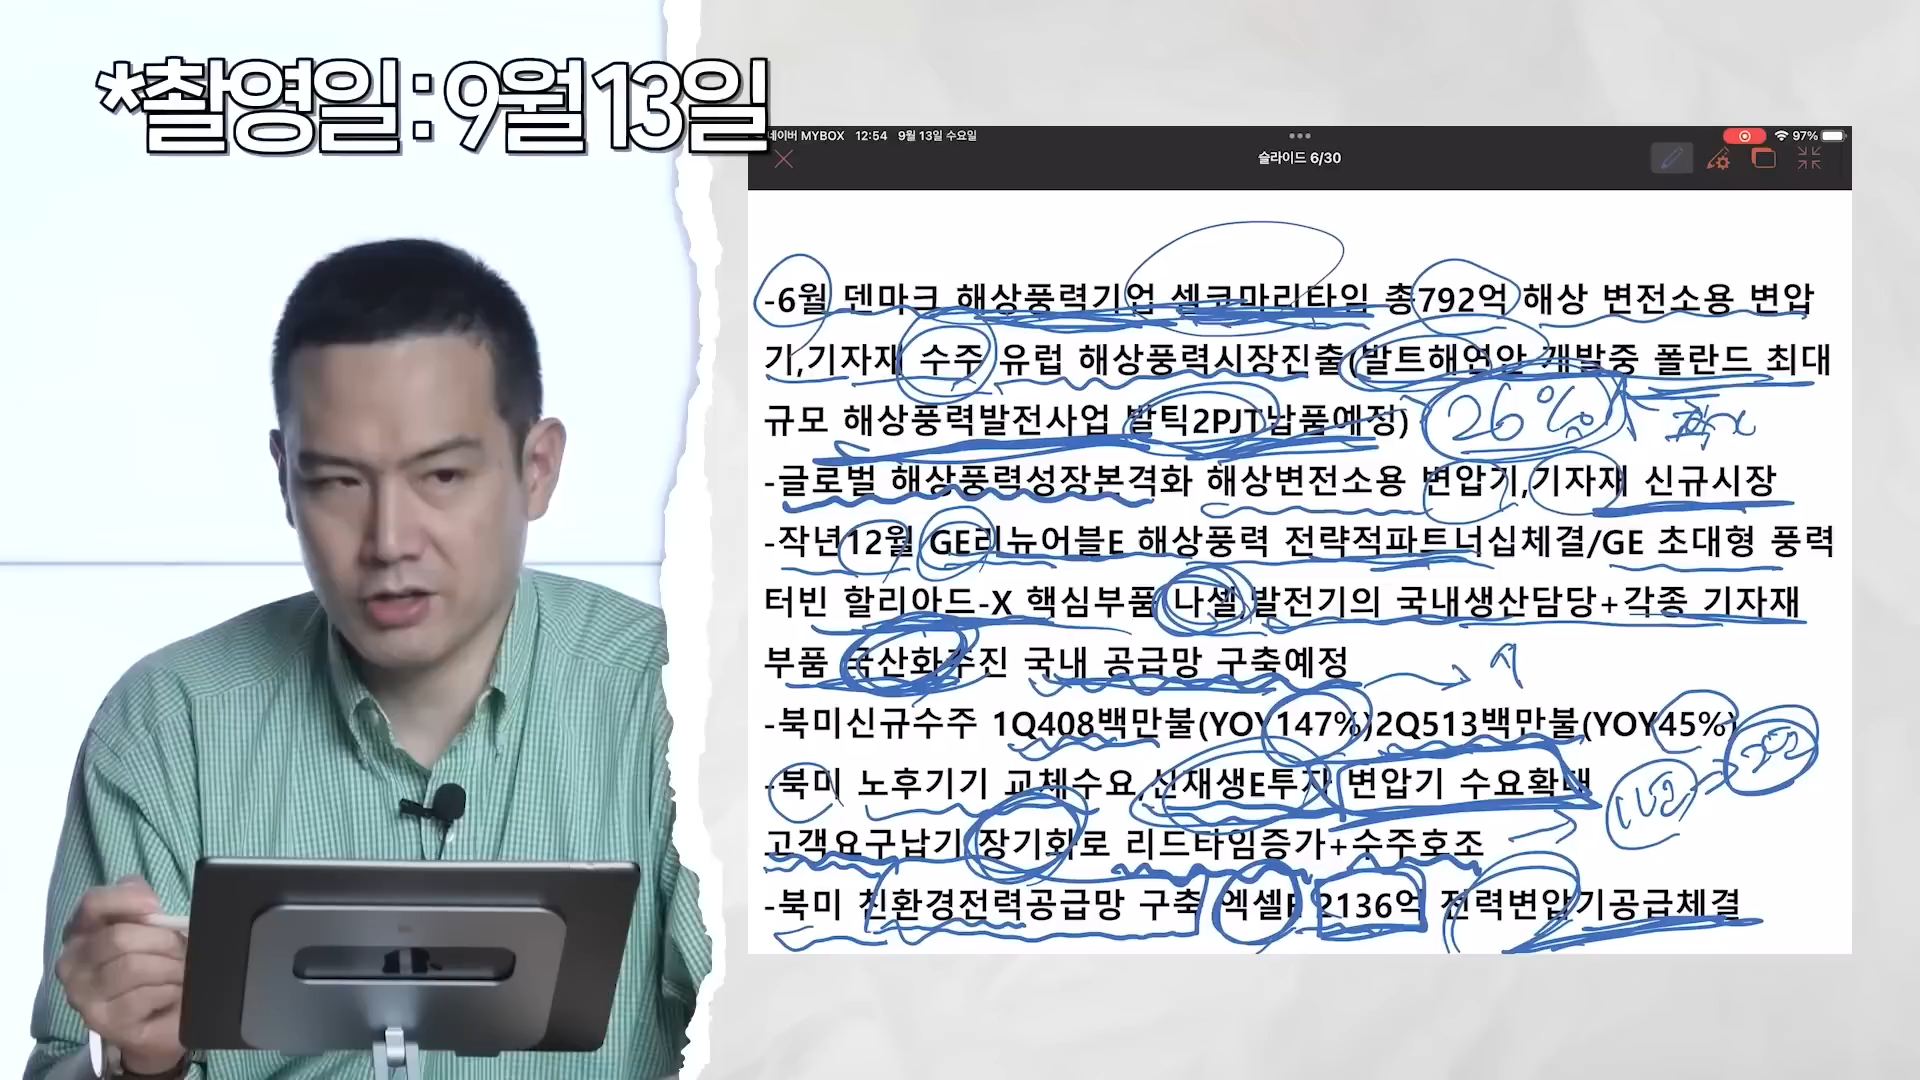 *촬영일:9월13일
네이버 MYBOX 12:54 9월 13일 수요일
97%
슬라이드 6/30
-6월 덴마크 해상풍력기업 셈코마리타임 총792억 해상 변전소용 변압
기,기자재 수주 유럽 해상풍력시장진출(발트해연안 개발중 폴란드 최대
규모 해상풍력발전사업 발틱2PJT납품예정)
26%
-글로벌 해상풍력성장본격화 해상변전소용 변압기,기자재 신규시장
-작년12월 GE리뉴어블E 해상풍력 전략적파트너십체결/GE 초대형 풍력
터빈 할리아드-X 핵심부품 나셀,발전기의 국내생산담당+각종 기자재
부품 국산화추진 국내 공급망 구축예정
-북미신규수주 1Q408백만불(YOY147%)2Q513백만불(YOY45%)
-북미 노후기기 교체수요,신재생E투자 변압기 수요확대
고객요구납기 장기화로 리드타임증가+수주호조
-북미 친환경전력공급망 구축 엑셀E 2136억 전력변압기공급체결